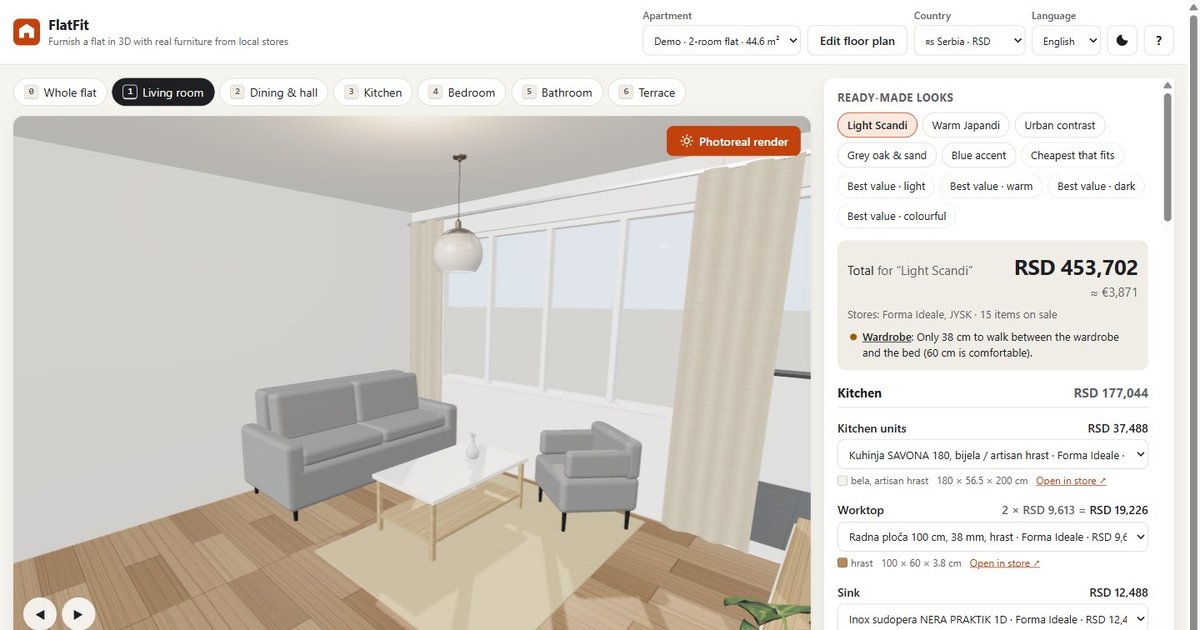 FlatFit
Furnish a flat in 3D with real furniture from local stores
Apartment
Demo · 2-room flat · 44.6 m²
Edit floor plan
Country
RS Serbia · RSD
Language
English
?
0 Whole flat
1 Living room
2 Dining & hall
3 Kitchen
4 Bedroom
5 Bathroom
6 Terrace
Photoreal render
READY-MADE LOOKS
Light Scandi
Warm Japandi
Urban contrast
Grey oak & sand
Blue accent
Cheapest that fits
Best value · light
Best value · warm
Best value · dark
Best value · colourful
Total for “Light Scandi”
RSD 453,702
≈ €3,871
Stores: Forma Ideale, JYSK · 15 items on sale
Wardrobe: Only 38 cm to walk between the wardrobe
and the bed (60 cm is comfortable).
Kitchen
RSD 177,044
Kitchen units
RSD 37,488
Kuhinja SAVONA 180, bijela / artisan hrast · Forma Ideale ·
bela, artisan hrast 180 × 56.5 × 200 cm Open in store ↗
Worktop
2 × RSD 9,613 = RSD 19,226
Radna ploča 100 cm, 38 mm, hrast · Forma Ideale · RSD 9,6
hrast 100 × 60 × 3.8 cm Open in store ↗
Sink
RSD 12,488
Inox sudopera NERA PRAKTIK 1D · Forma Ideale · RSD 12,4